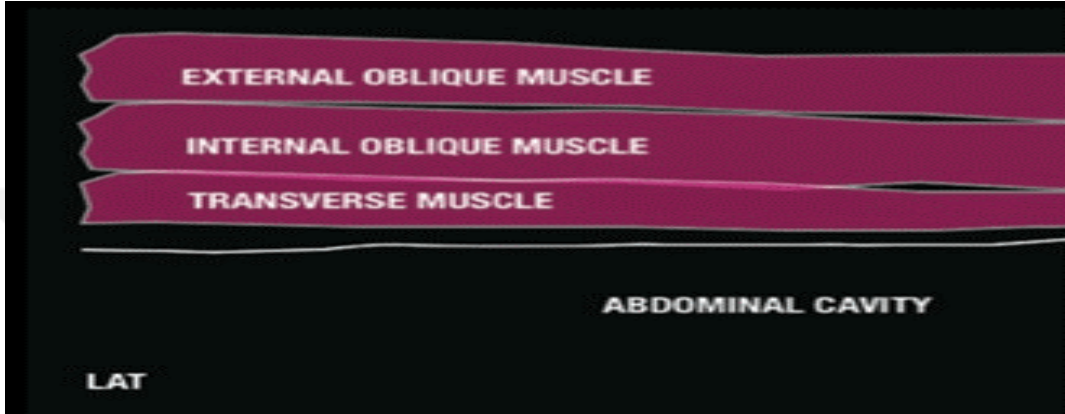 EXTERNAL OBLIQUE MUSCLE
INTERNAL OBLIQUE MUSCLE
TRANSVERSE MUSCLE
ABDOMINAL CAVITY
LAT